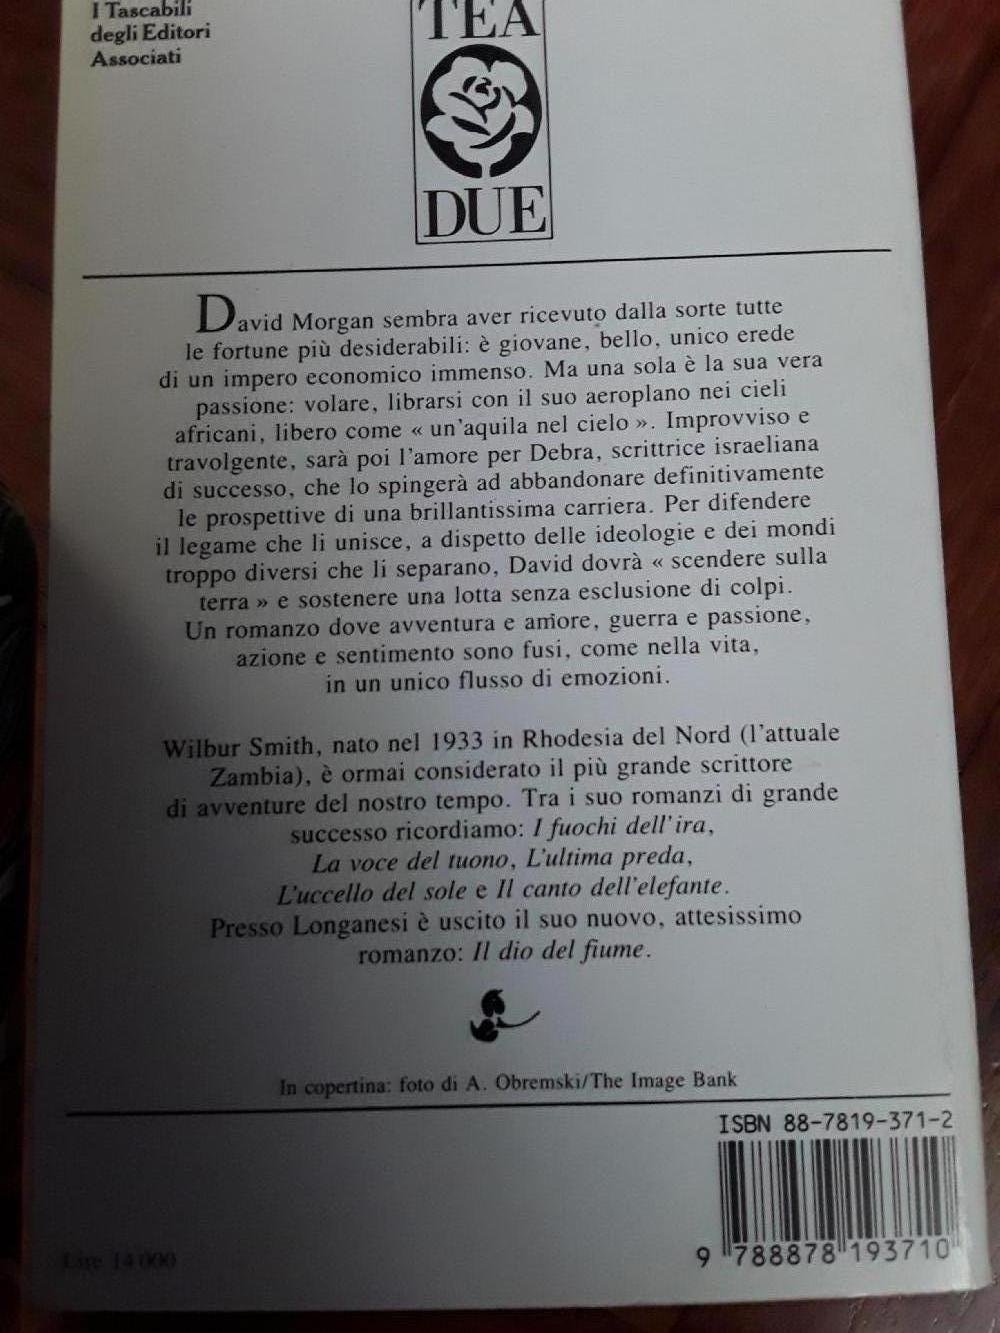 I Tascabili
degli Editori
Associati
TEA
DUE
David Morgan sembra aver ricevuto dalla sorte tutte
le fortune più desiderabili: è giovane, bello, unico erede
di un impero economico immenso. Ma una sola è la sua vera
passione: volare, librarsi con il suo aeroplano nei cieli
africani, libero come « un'aquila nel cielo ». Improvviso e
travolgente, sarà poi l'amore per Debra, scrittrice israeliana
di successo, che lo spingerà ad abbandonare definitivamente
le prospettive di una brillantissima carriera. Per difendere
il legame che li unisce, a dispetto delle ideologie e dei mondi
troppo diversi che li separano, David dovrà « scendere sulla
terra » e sostenere una lotta senza esclusione di colpi.
Un romanzo dove avventura e amore, guerra e passione,
azione e sentimento sono fusi, come nella vita,
in un unico flusso di emozioni.
Wilbur Smith, nato nel 1933 in Rhodesia del Nord (l'attuale
Zambia), è ormai considerato il più grande scrittore
di avventure del nostro tempo. Tra i suo romanzi di grande
successo ricordiamo: I fuochi dell'ira,
La voce del tuono, L'ultima preda,
L'uccello del sole e Il canto dell'elefante.
Presso Longanesi è uscito il suo nuovo, attesissimo
romanzo: Il dio del fiume.
In copertina: foto di A. Obremski/The Image Bank
ISBN 88-7819-371-2
9 788878 193710
Lire 14 000